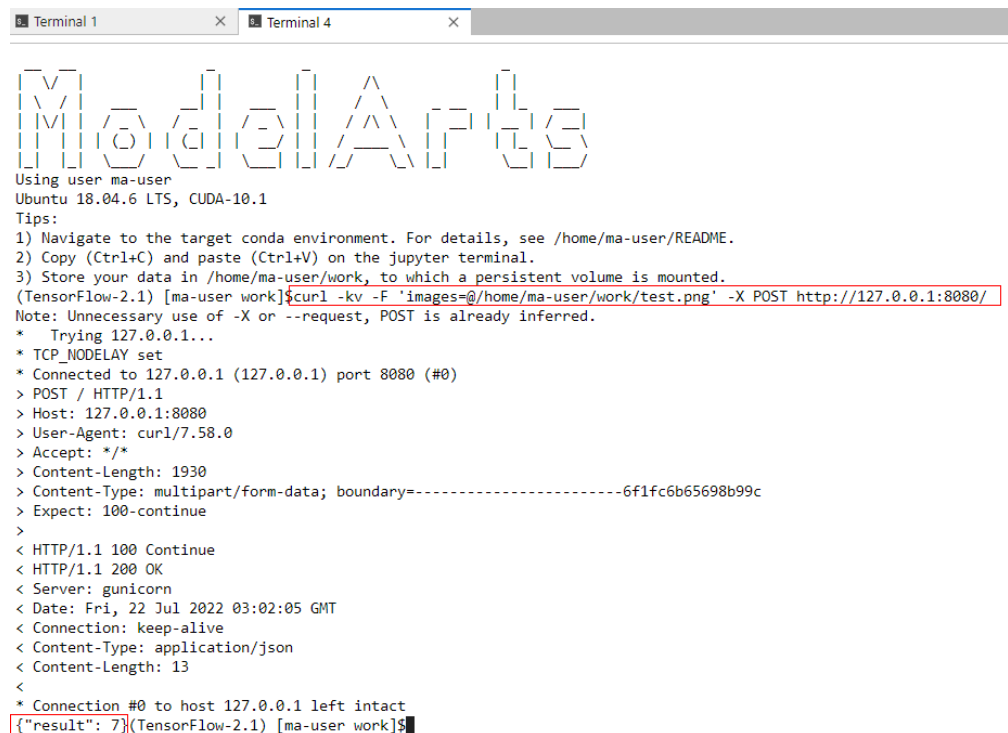 Terminal 1
Terminal 4
ModelArts
Using user ma-user
Ubuntu 18.04.6 LTS, CUDA-10.1
Tips:
1) Navigate to the target conda environment. For details, see /home/ma-user/README.
2) Copy (Ctrl+C) and paste (Ctrl+V) on the jupyter terminal.
3) Store your data in /home/ma-user/work, to which a persistent volume is mounted.
(TensorFlow-2.1) [ma-user work]$curl -kv -F 'images=@/home/ma-user/work/test.png' -X POST http://127.0.0.1:8080/
Note: Unnecessary use of -X or --request, POST is already inferred.
*   Trying 127.0.0.1...
* TCP_NODELAY set
* Connected to 127.0.0.1 (127.0.0.1) port 8080 (#0)
> POST / HTTP/1.1
> Host: 127.0.0.1:8080
> User-Agent: curl/7.58.0
> Accept: */*
> Content-Length: 1930
> Content-Type: multipart/form-data; boundary=------------------------6f1fc6b65698b99c
> Expect: 100-continue
>
< HTTP/1.1 100 Continue
< HTTP/1.1 200 OK
< Server: gunicorn
< Date: Fri, 22 Jul 2022 03:02:05 GMT
< Connection: keep-alive
< Content-Type: application/json
< Content-Length: 13
<
* Connection #0 to host 127.0.0.1 left intact
{"result": 7}(TensorFlow-2.1) [ma-user work]$